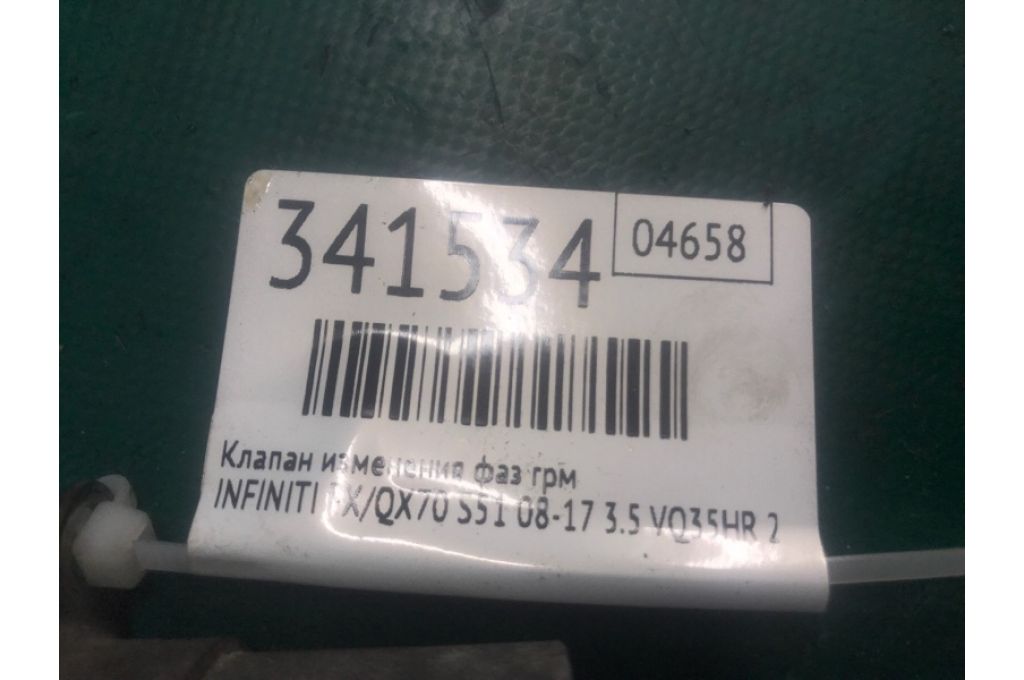 341534
04658
Клапан изменения фаз грм
INFINITI FX/QX70 S51 08-17 3.5 VQ35HR 2